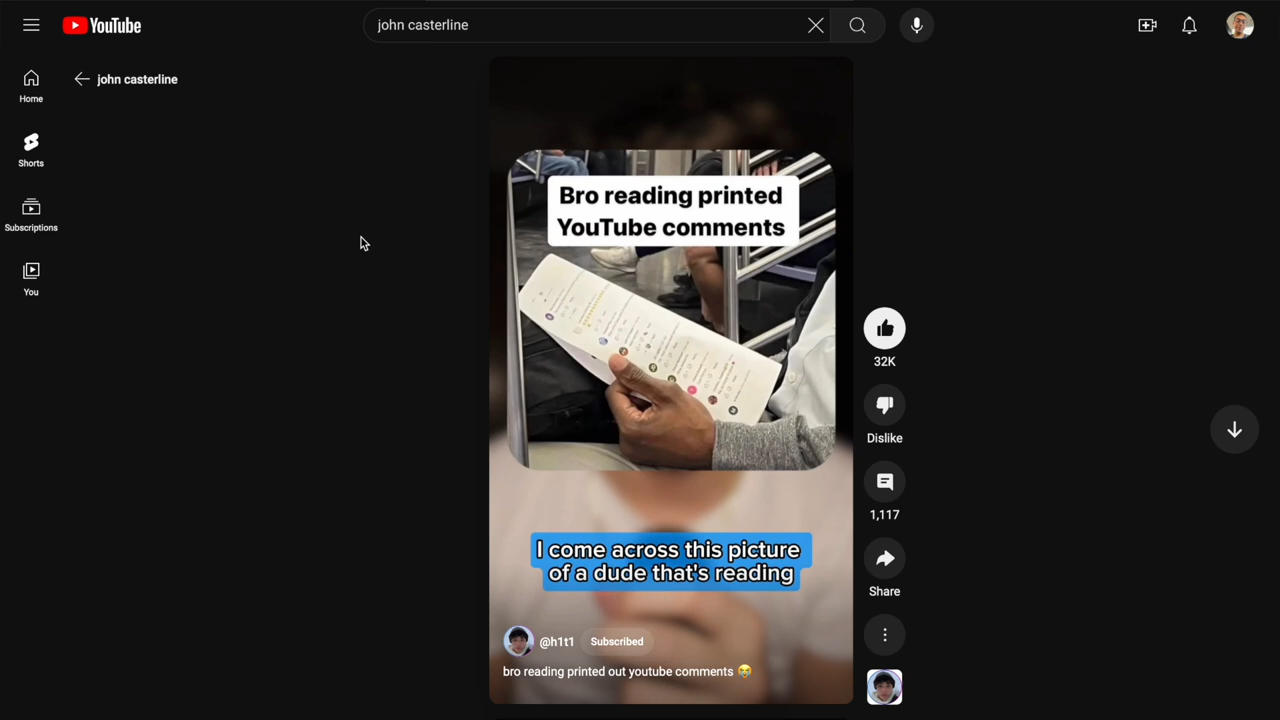 YouTube
john casterline
Home
Shorts
Subscriptions
You
john casterline
Bro reading printed
YouTube comments
I come across this picture
of a dude that's reading
@h1t1
Subscribed
bro reading printed out youtube comments 😭
32K
Dislike
1,117
Share